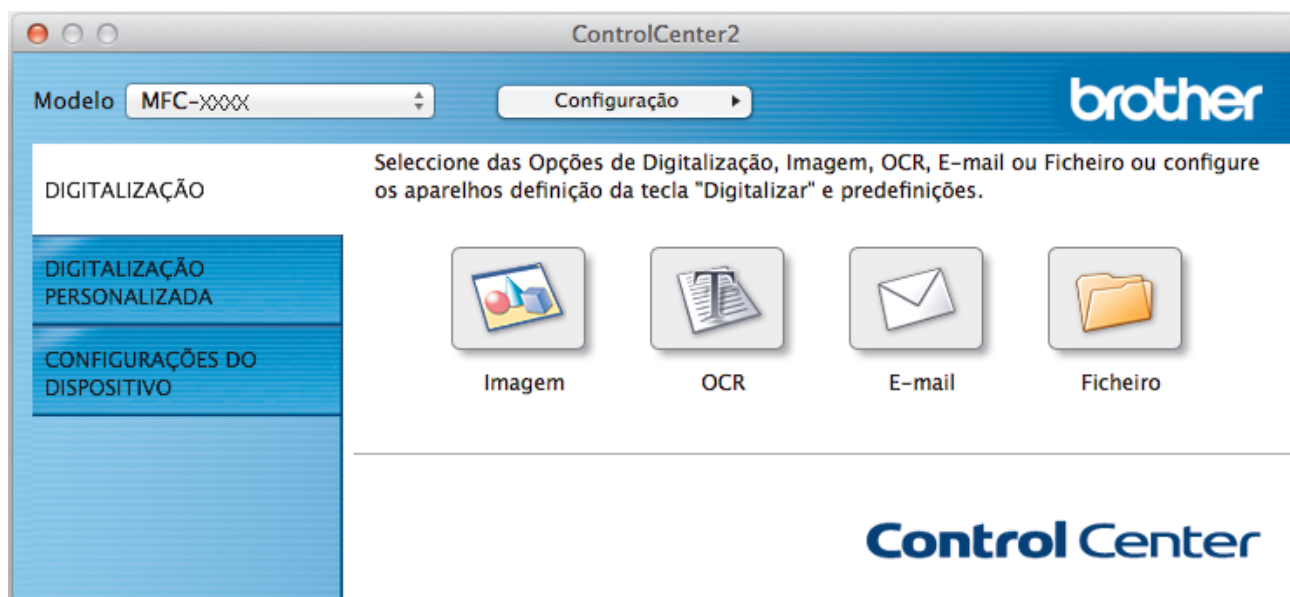 ControlCenter2
Modelo MFC-XXXX Configuração
brother
DIGITALIZAÇÃO
DIGITALIZAÇÃO
PERSONALIZADA
CONFIGURAÇÕES DO
DISPOSITIVO
Seleccione das Opções de Digitalização, Imagem, OCR, E-mail ou Ficheiro ou configure
os aparelhos definição da tecla "Digitalizar" e predefinições.
Imagem OCR E-mail Ficheiro
Control Center